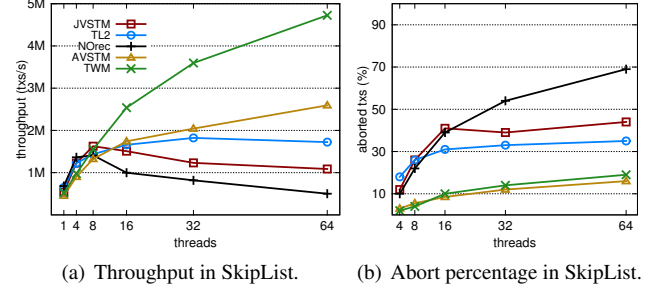 5M
4M
3M
2M
1M
throughput (txs/s)
JVSTM
TL2
NOrec
AVSTM
TWM
1 4 8 16 32 64
threads
(a) Throughput in SkipList.
90
70
50
30
10
aborted txs (%)
4 8 16 32 64
threads
(b) Abort percentage in SkipList.